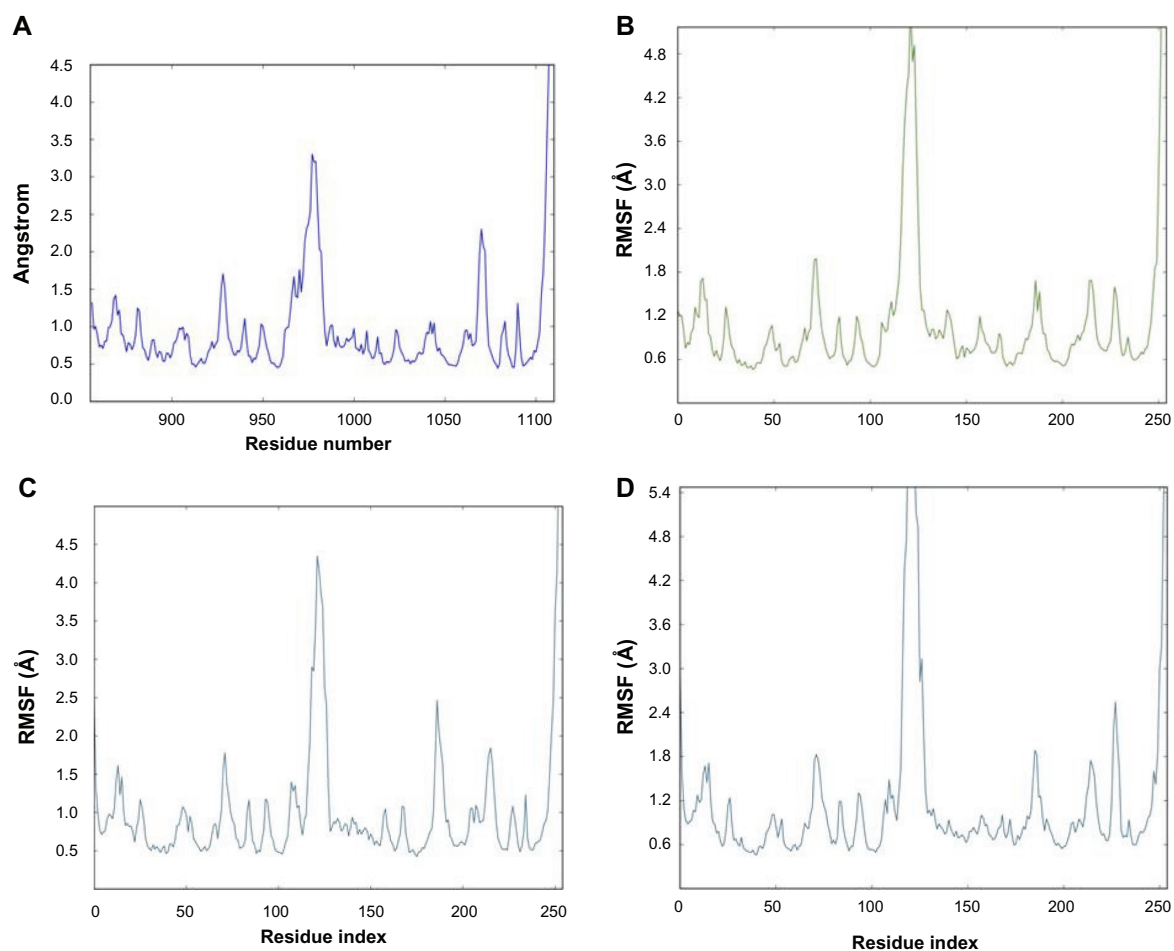 A
Angstrom
4.5
4.0
3.5
3.0
2.5
2.0
1.5
1.0
0.5
0.0
900 950 1000 1050 1100
Residue number
B
RMSF (Å)
4.8
4.2
3.6
3.0
2.4
1.8
1.2
0.6
0 50 100 150 200 250
C
RMSF (Å)
4.5
4.0
3.5
3.0
2.5
2.0
1.5
1.0
0.5
0 50 100 150 200 250
Residue index
D
RMSF (Å)
5.4
4.8
4.2
3.6
3.0
2.4
1.8
1.2
0.6
0 50 100 150 200 250
Residue index